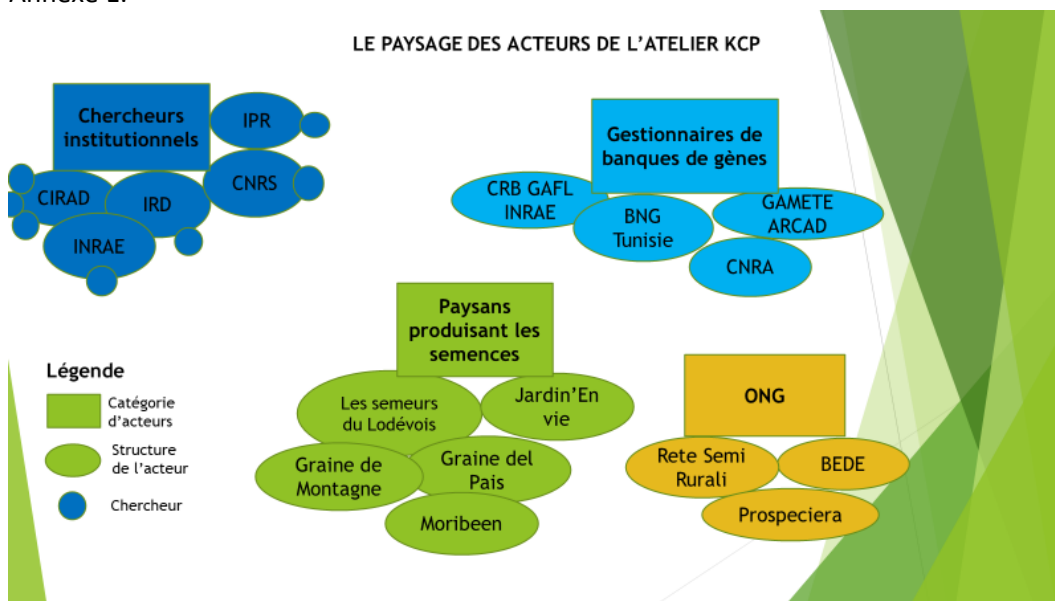 LE PAYSAGE DES ACTEURS DE L'ATELIER KCP
Chercheurs
institutionnels
IPR
CNRS
CIRAD
IRD
INRAE
Gestionnaires de
banques de gènes
CRB GAFL
INRAE
BNG
Tunisie
GAMETE
ARCAD
CNRA
Paysans
produisant les
semences
Les semeurs
du Lodévois
Jardin'En
vie
Graine de
Montagne
Graine del
Pais
Moribeen
ONG
Rete Semi
Rurali
BEDE
Prospeciera
Légende
Catégorie
d'acteurs
Structure
de l'acteur
Chercheur